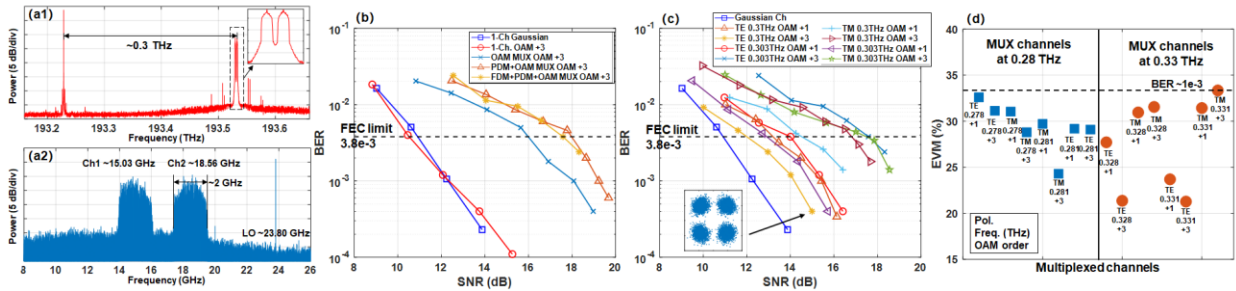 (a1)
Power (6 dB/div)
~0.3 THz
193.2 193.3 193.4 193.5 193.6
Frequency (THz)
(a2)
Power (5 dB/div)
Ch1 ~15.03 GHz Ch2 ~18.56 GHz
~2 GHz
LO ~23.80 GHz
8 10 12 14 16 18 20 22 24 26
Frequency (GHz)
(b)
BER
10-1
10-2
10-3
10-4
1-Ch Gaussian
1-Ch. OAM +3
OAM MUX OAM +3
PDM+OAM MUX OAM +3
FDM+PDM+OAM MUX OAM +3
FEC limit
3.8e-3
8 10 12 14 16 18 20
SNR (dB)
(c)
BER
10-1
10-2
10-3
10-4
Gaussian Ch
TE 0.3THz OAM +1
TE 0.3THz OAM +3
TE 0.303THz OAM +1
TE 0.303THz OAM +3
TM 0.3THz OAM +1
TM 0.3THz OAM +3
TM 0.303THz OAM +1
TM 0.303THz OAM +3
FEC limit
3.8e-3
8 10 12 14 16 18 20
SNR (dB)
(d)
EVM (%)
40
35
30
25
20
15
MUX channels
at 0.28 THz
MUX channels
at 0.33 THz
BER ~1e-3
TE
0.278
+1
TE
0.278
+3
TM
0.278
+1
TM
0.278
+3
TM
0.281
+1
TM
0.281
+3
TE
0.281
+1
TE
0.281
+3
TE
0.328
+1
TE
0.328
+3
TM
0.328
+1
TM
0.328
+3
TE
0.331
+1
TE
0.331
+3
TM
0.331
+1
TM
0.331
+3
Pol.
Freq. (THz)
OAM order
Multiplexed channels